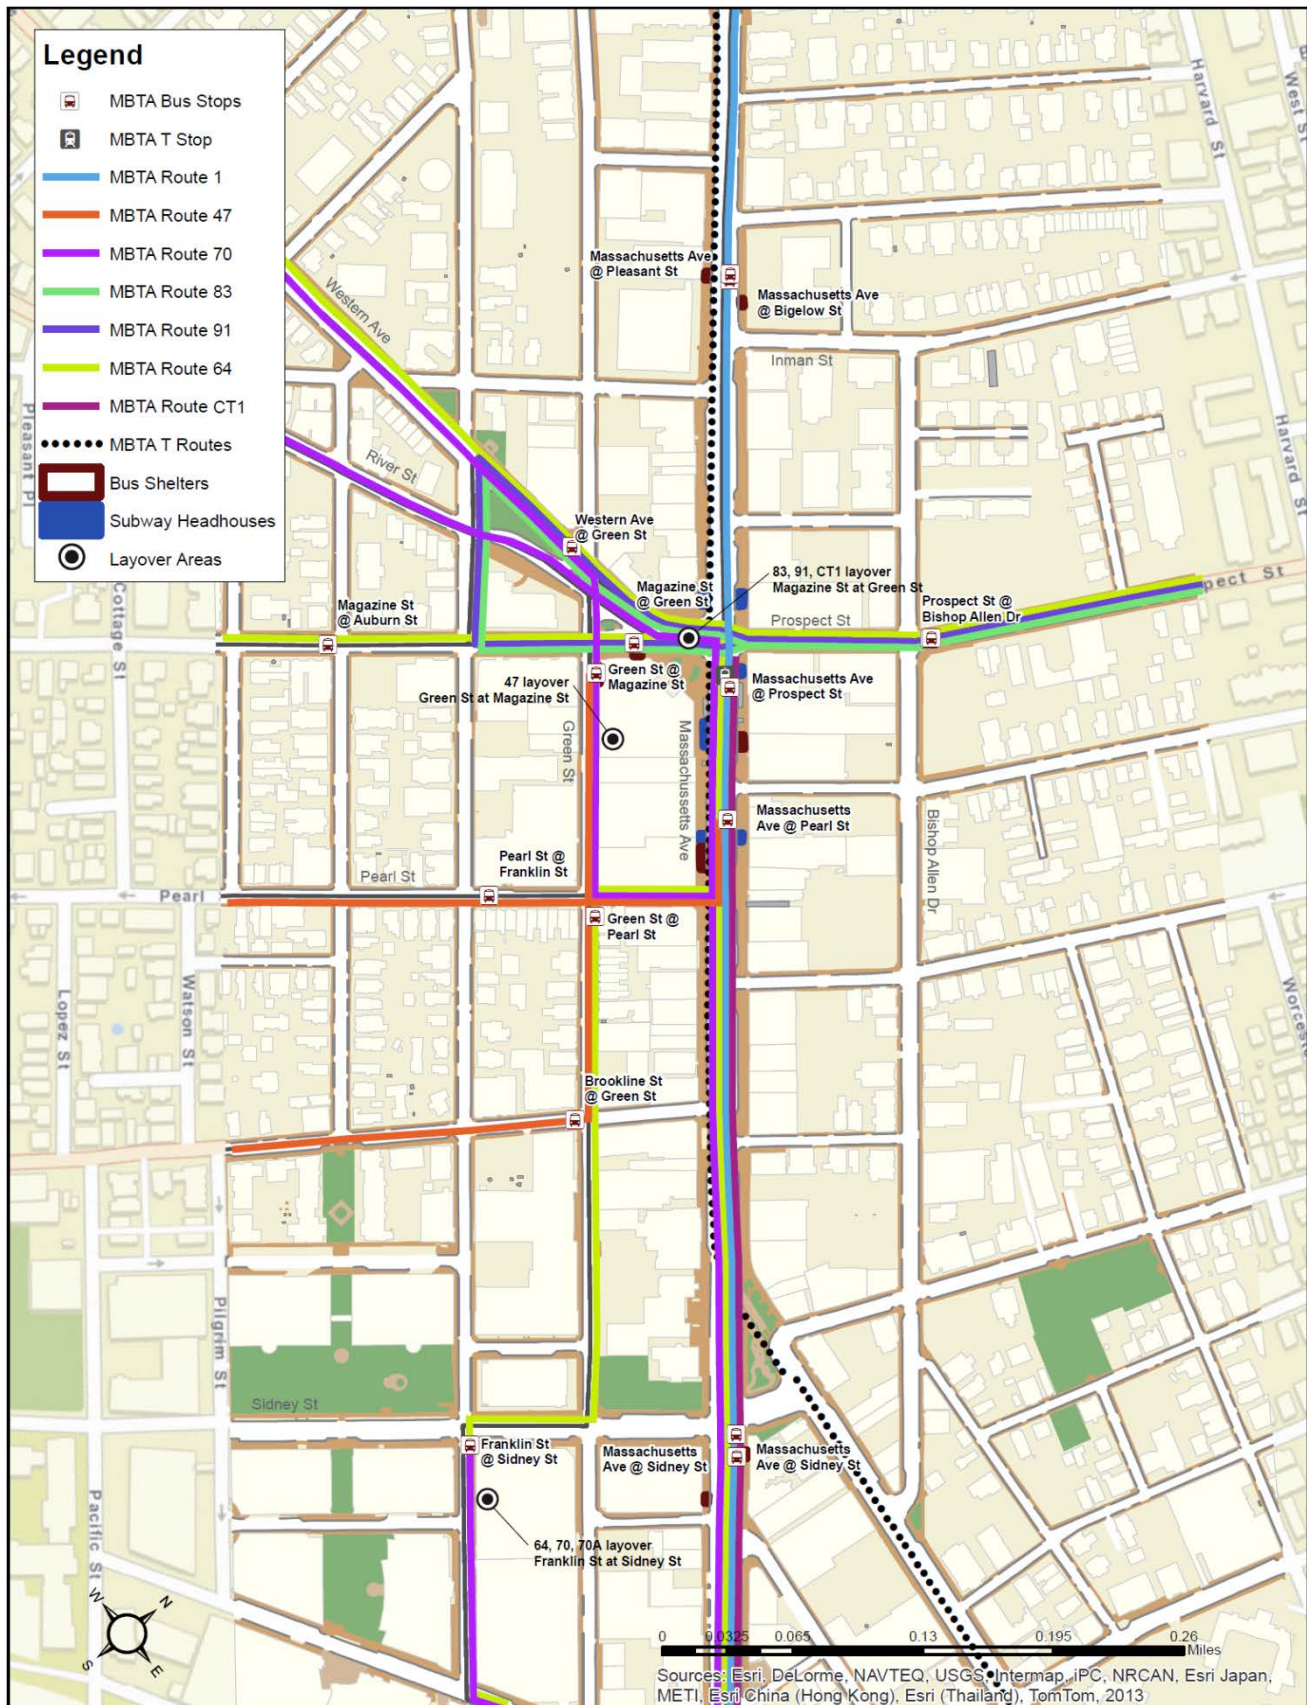 Legend
MBTA Bus Stops
MBTA T Stop
MBTA Route 1
MBTA Route 47
MBTA Route 70
MBTA Route 83
MBTA Route 91
MBTA Route 64
MBTA Route CT1
MBTA T Routes
Bus Shelters
Subway Headhouses
Layover Areas
Harvard St
West St
Massachusetts Ave
@ Pleasant St
Massachusetts Ave
@ Bigelow St
Western Ave
Inman St
Pleasant Pl
Harvard St
River St
Western Ave
@ Green St
83, 91, CT1 layover
Magazine St at Green St
Magazine St
@ Green St
Prospect St @
Bishop Allen Dr
pect St
Prospect St
Cottage St
Magazine St
@ Auburn St
Green St @
Magazine St
Massachusetts Ave
@ Prospect St
47 layover
Green St at Magazine St
Green St
Massachussetts Ave
Massachusetts
Ave @ Pearl St
Bishop Allen Dr
Pearl St @
Franklin St
Pearl St
Pearl
Green St @
Pearl St
Lopez St
Watson St
Worcest
Brookline St
@ Green St
Pilgrim St
Sidney St
Franklin St
@ Sidney St
Massachusetts
Ave @ Sidney St
Massachusetts
Ave @ Sidney St
Pacific St
64, 70, 70A layover
Franklin St at Sidney St
W
N
S
E
0 0.0325 0.065 0.13 0.195 0.26
Miles
Sources: Esri, DeLorme, NAVTEQ, USGS, Intermap, iPC, NRCAN, Esri Japan,
METI, Esri China (Hong Kong), Esri (Thailand), TomTom, 2013